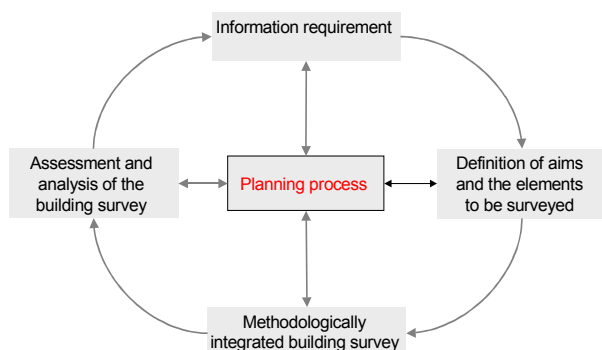 Information requirement
Assessment and
analysis of the
building survey
Planning process
Definition of aims
and the elements
to be surveyed
Methodologically
integrated building survey